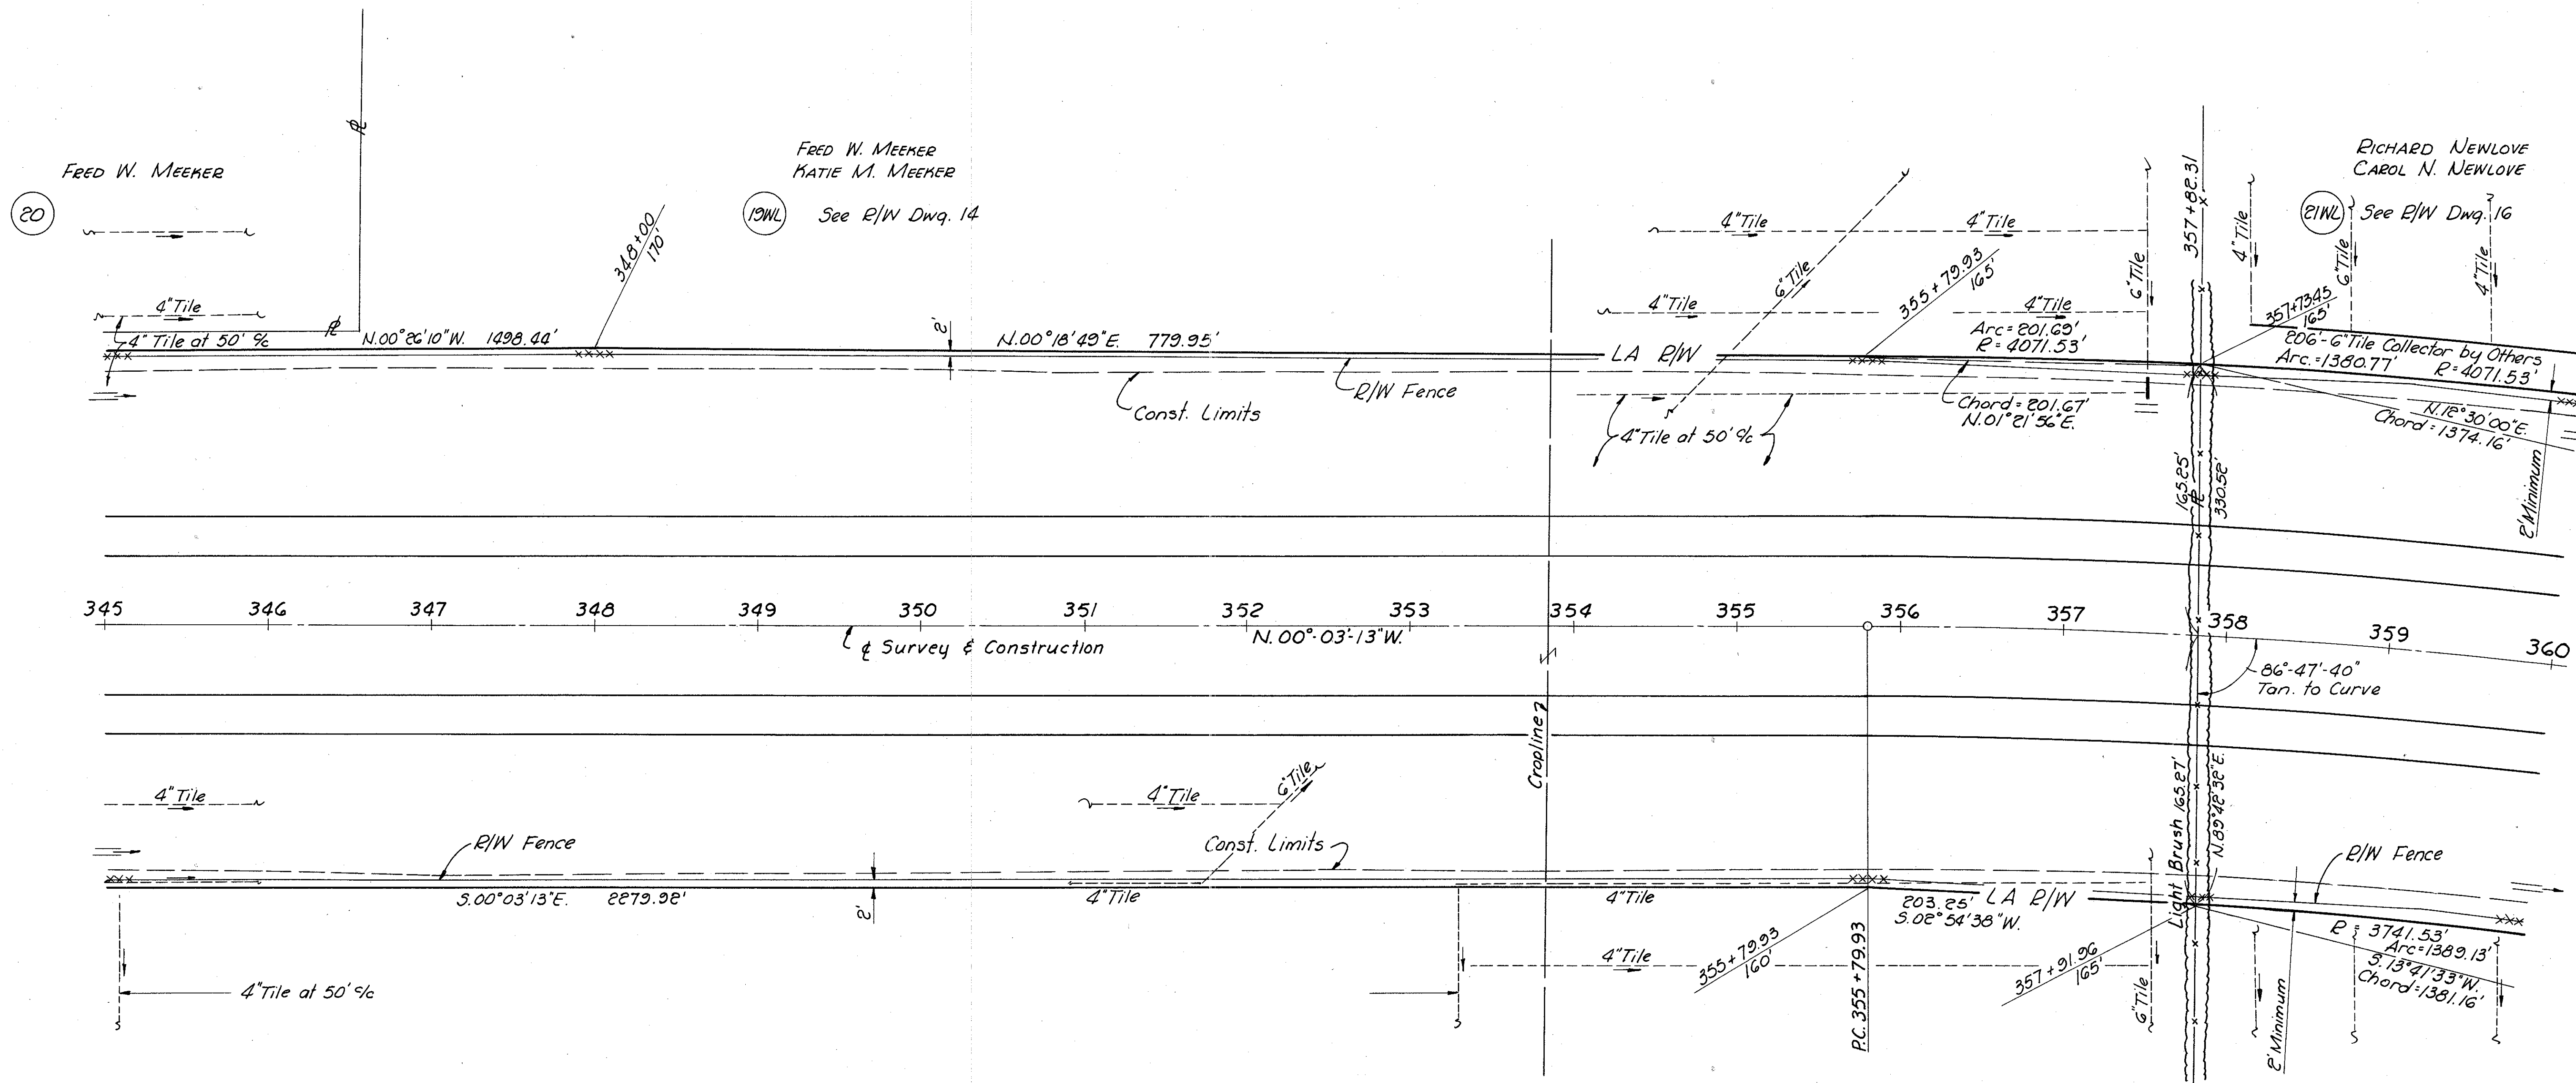 FRED W. MEEKER
20
FRED W. MEEKER
KATIE M. MEEKER
19WL See R/W Dwg. 14
RICHARD NEWLOVE
CAROL N. NEWLOVE
21WL See R/W Dwg. 16
348+00
170'
4" Tile
4" Tile at 50' c/c
N.00°26'10"W. 1498.44'
2'
N.00°18'49"E. 779.95'
LA R/W
R/W Fence
Const. Limits
4" Tile
4" Tile
6" Tile
4" Tile
4" Tile
6" Tile
355+79.93
165'
Arc=201.69'
R=4071.53'
Chord=201.67'
N.01°21'56"E.
4" Tile at 50' c/c
357+82.31
4" Tile
6" Tile
4" Tile
357+73.45
165'
206-6" Tile Collector by Others
Arc.=1380.77' R=4071.53'
N.12°30'00"E.
Chord=1374.16'
2' Minimum
165.25'
330.52'
345 346 347 348 349 350 351 352 353 354 355 356 357 358 359 360
℄ Survey & Construction
N.00°-03'-13"W.
86°-47'-40"
Tan. to Curve
Cropline
4" Tile
4" Tile
6" Tile
R/W Fence
Const. Limits
S.00°03'13"E. 2279.92'
2'
4" Tile
4" Tile
203.25'
S.02°54'38"W.
LA R/W
Light Brush 165.27'
N.89°42'32"E.
R/W Fence
4" Tile at 50' c/c
4" Tile
355+79.93
160'
P.C. 355+79.93
357+91.96
165'
6" Tile
R=3741.53'
Arc=1389.13'
S.13°41'33"W.
Chord=1381.16'
2' Minimum